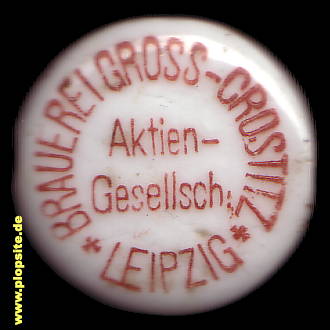 BRAUEREI GROSS-CROSTITZ
Aktien-
Gesellsch.
* LEIPZIG *
www.plopsite.de